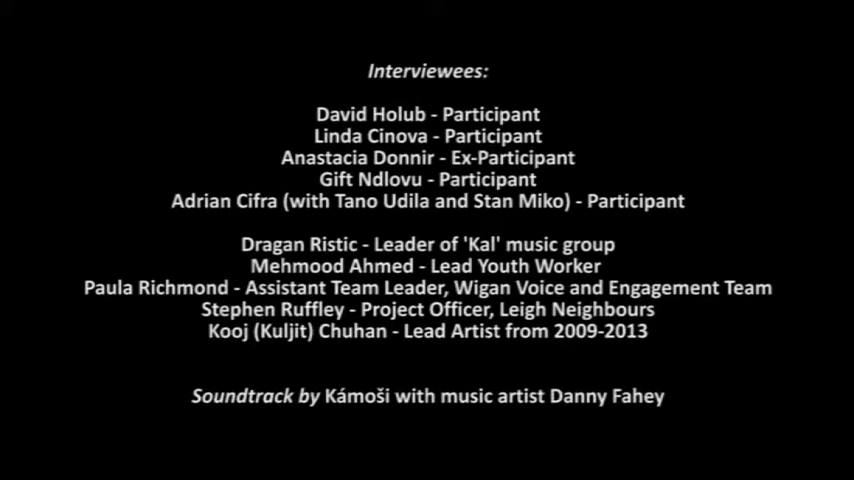 Interviewees:
David Holub - Participant
Linda Cinova - Participant
Anastacia Donnir - Ex-Participant
Gift Ndlovu - Participant
Adrian Cifra (with Tano Udila and Stan Miko) - Participant
Dragan Ristic - Leader of 'Kal' music group
Mehmood Ahmed - Lead Youth Worker
Paula Richmond - Assistant Team Leader, Wigan Voice and Engagement Team
Stephen Ruffley - Project Officer, Leigh Neighbours
Kooj (Kuljit) Chuhan - Lead Artist from 2009-2013
Soundtrack by Kámoši with music artist Danny Fahey